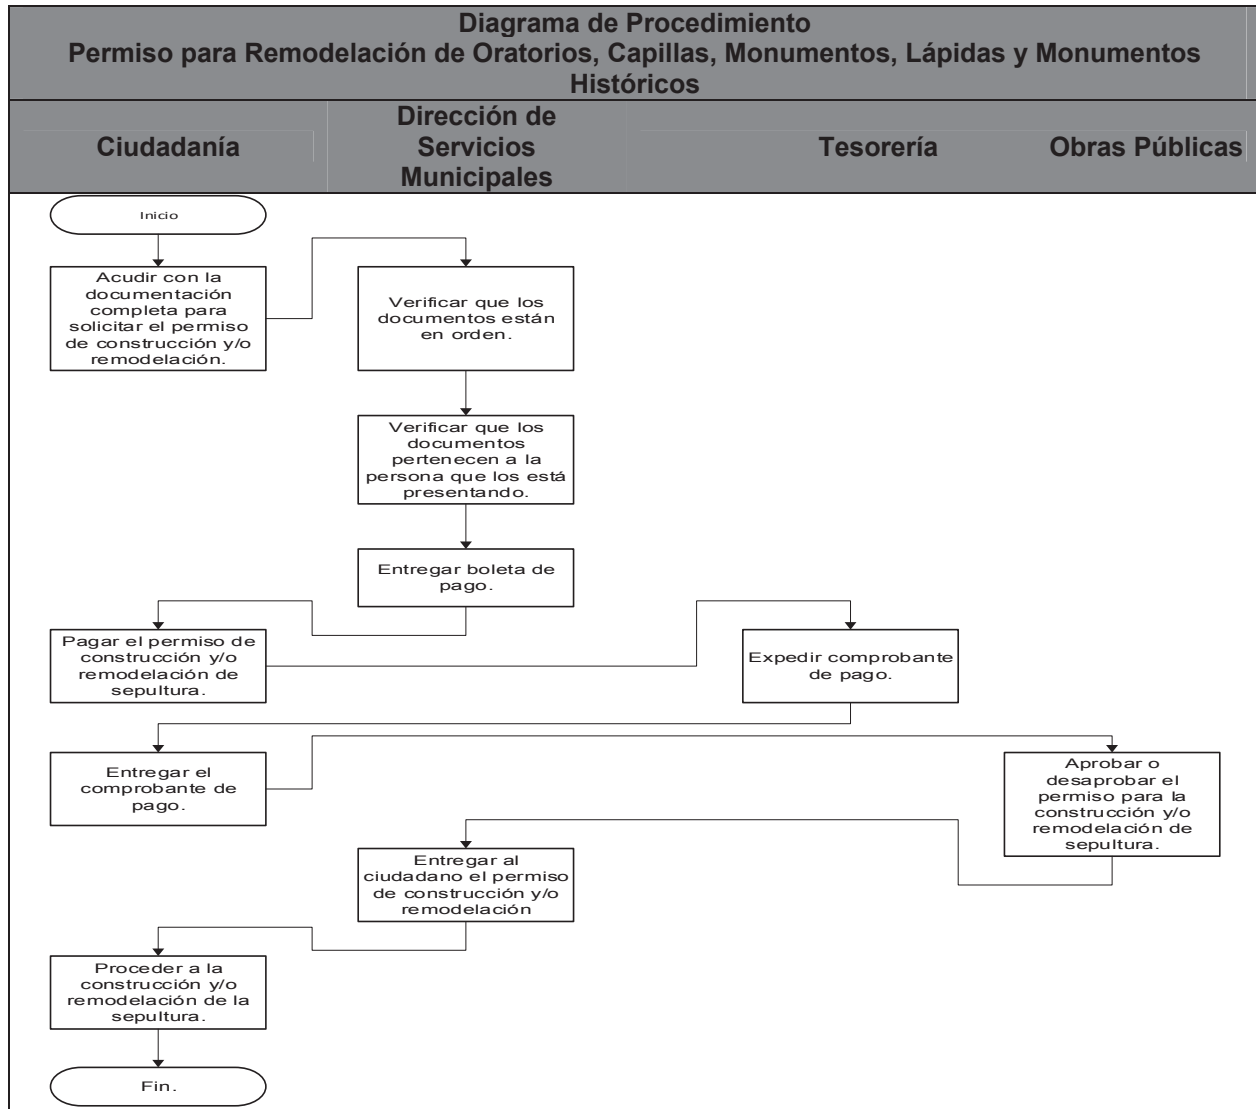 Diagrama de Procedimiento
Permiso para Remodelación de Oratorios, Capillas, Monumentos, Lápidas y Monumentos
Históricos
Ciudadanía
Dirección de
Servicios
Municipales
Tesorería
Obras Públicas
Inicio
Acudir con la
documentación
completa para
solicitar el permiso
de construcción y/o
remodelación.
Verificar que los
documentos están
en orden.
Verificar que los
documentos
pertenecen a la
persona que los está
presentando.
Entregar boleta de
pago.
Pagar el permiso de
construcción y/o
remodelación de
sepultura.
Expedir comprobante
de pago.
Entregar el
comprobante de
pago.
Aprobar o
desaprobar el
permiso para la
construcción y/o
remodelación de
sepultura.
Entregar al
ciudadano el permiso
de construcción y/o
remodelación
Proceder a la
construcción y/o
remodelación de la
sepultura.
Fin.